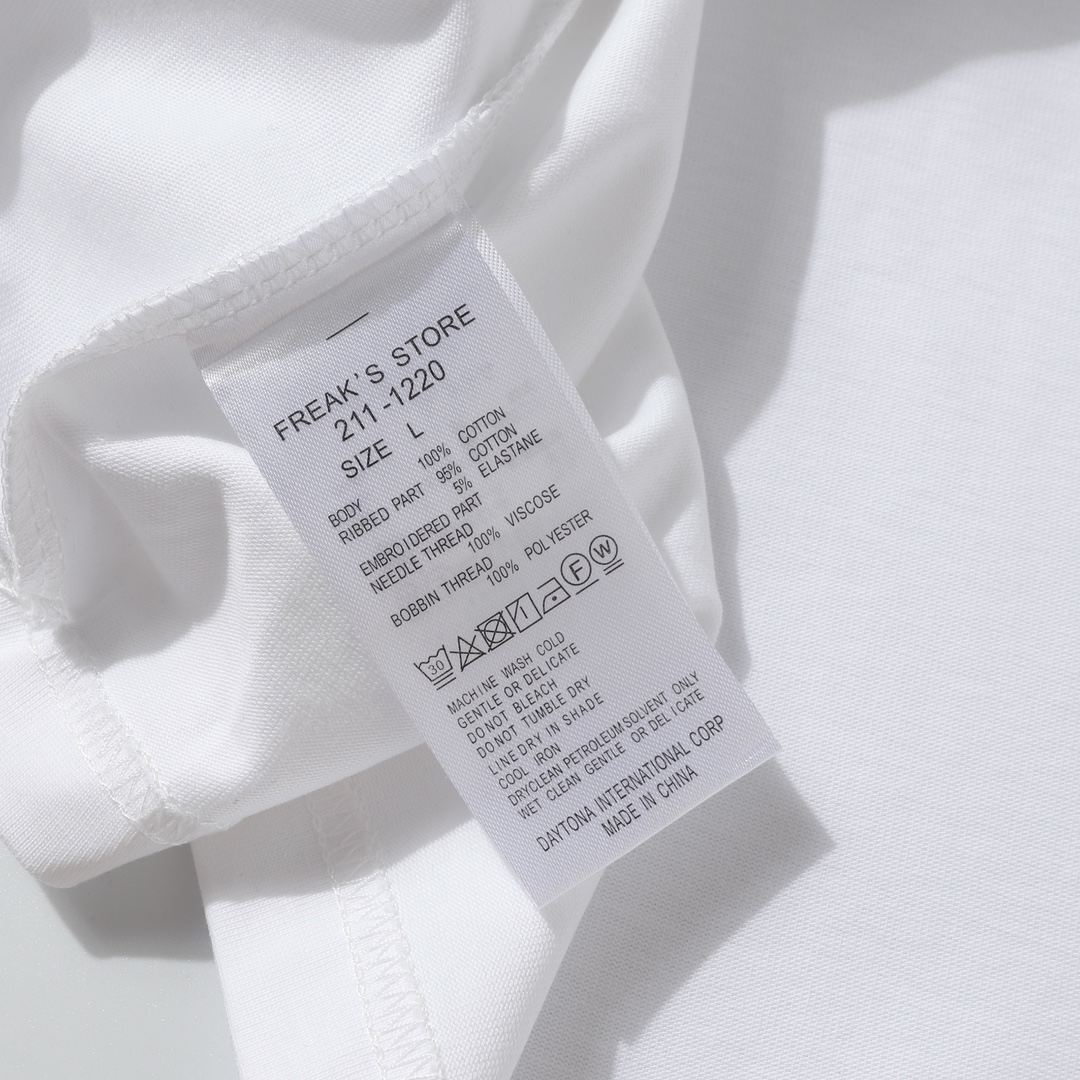 FREAK'S STORE
211-1220
SIZE L
BODY 100% COTTON
RIBBED PART 95% COTTON
5% ELASTANE
EMBROIDERED PART
NEEDLE THREAD
100% VISCOSE
BOBBIN THREAD
100% POLYESTER
30 F W
MACHINE WASH COLD
GENTLE OR DELICATE
DO NOT BLEACH
DO NOT TUMBLE DRY
LINE DRY IN SHADE
COOL IRON
DRYCLEAN PETROLEUMSOLVENT ONLY
WET CLEAN GENTLE OR DELICATE
DAYTONA INTERNATIONAL CORP
MADE IN CHINA